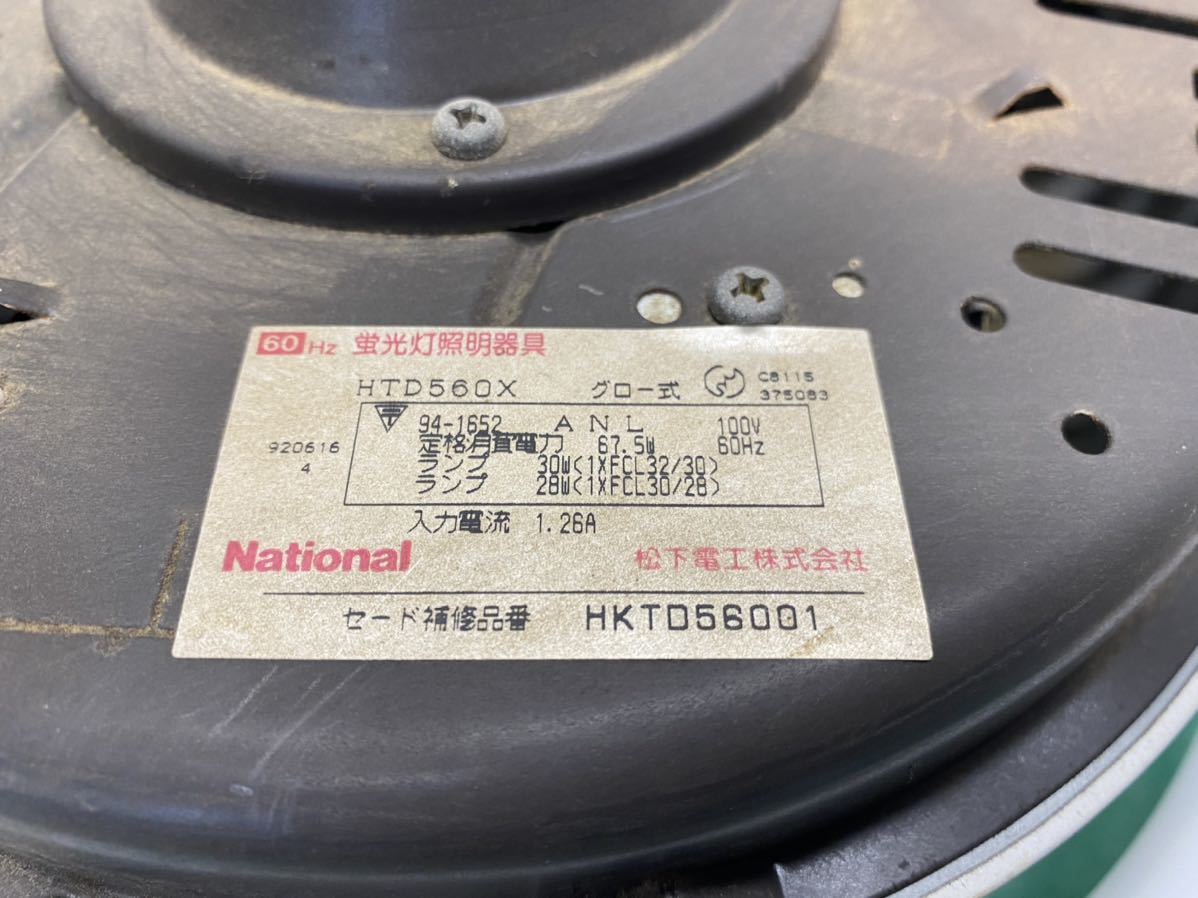 60 Hz 蛍光灯照明器具
HTD560X グロー式 C8115
375083
〒 94-1652 ANL 100V
定格消費電力 67.5W 60Hz
920616 ランプ 30W(1XFCL32/30)
4 ランプ 28W(1XFCL30/28)
入力電流 1.26A
National 松下電工株式会社
セード補修品番 HKTD56001